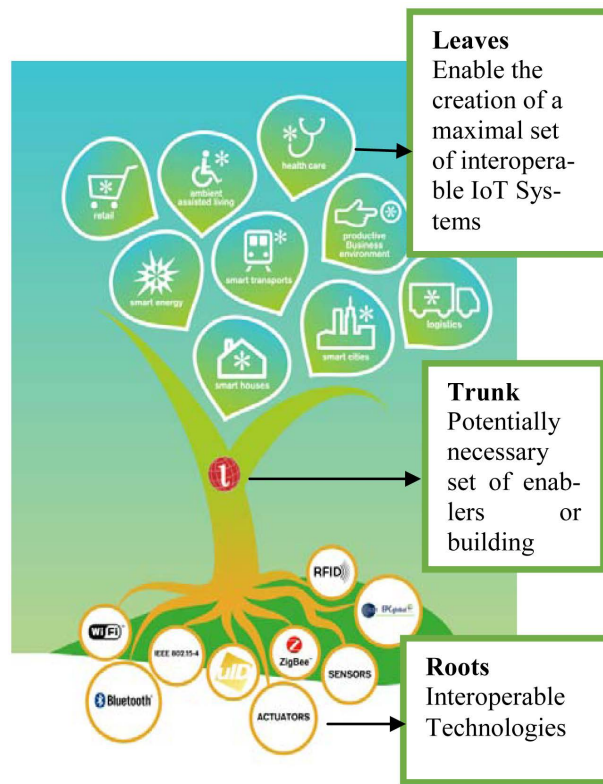 Leaves
Enable the
creation of a
maximal set
of interopera-
ble IoT Sys-
tems
health care
ambient
assisted living
retail
productive
Business
environment
smart transports
smart energy
logistics
smart cities
smart houses
Trunk
Potentially
necessary
set of enab-
lers or
building
RFID
EPCglobal
WiFi
IEEE 802.15-4
ZigBee
uID
SENSORS
Bluetooth
ACTUATORS
Roots
Interoperable
Technologies